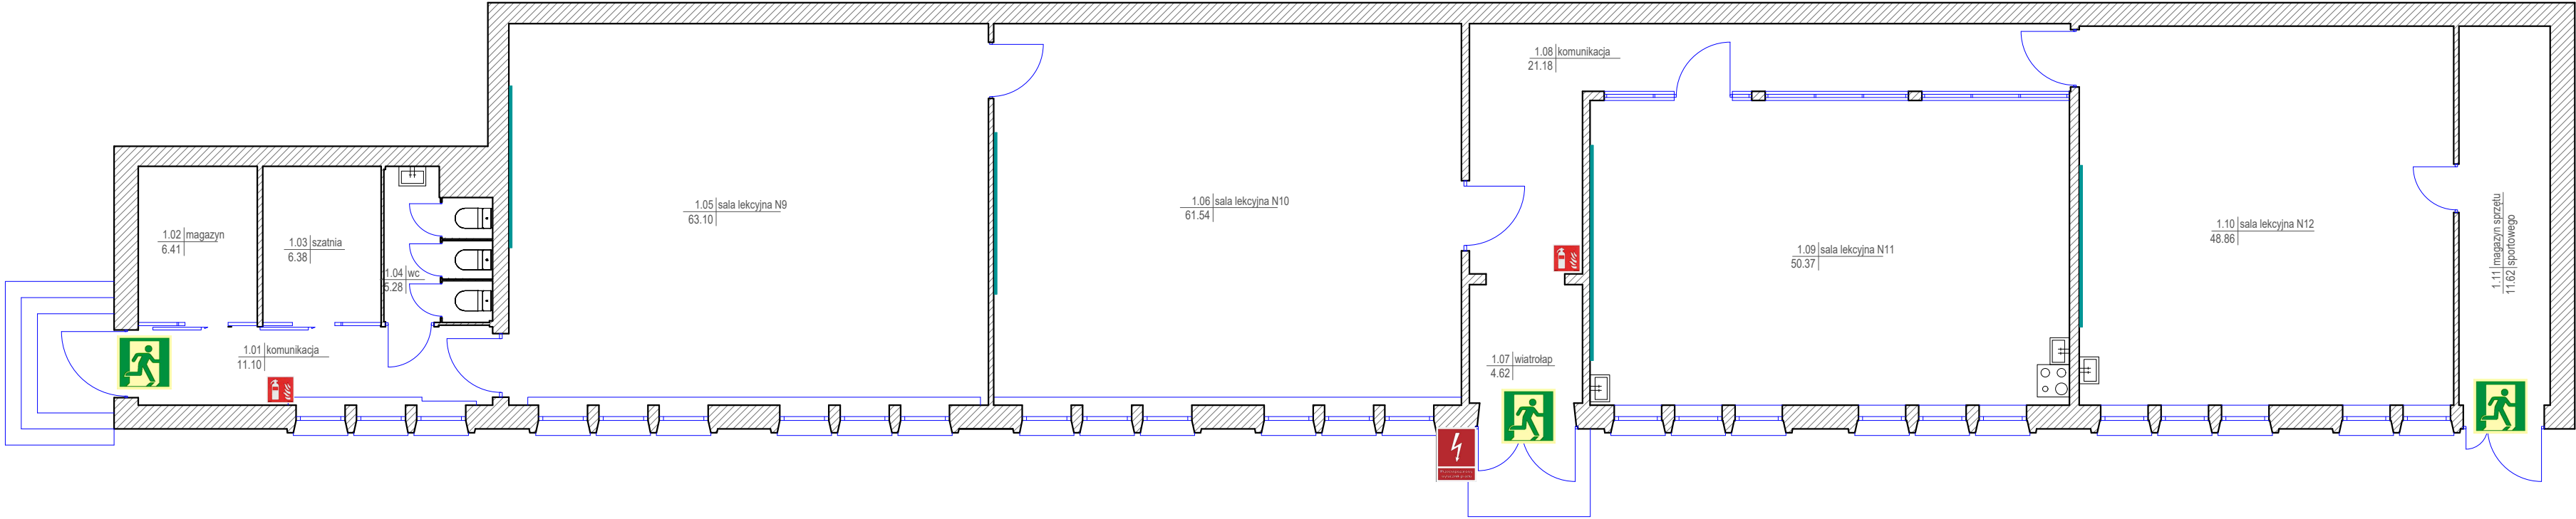 1.08 komunikacja
21.18
1.05 sala lekcyjna N9
63.10
1.06 sala lekcyjna N10
61.54
1.02 magazyn
6.41
1.03 szatnia
6.38
1.04 wc
5.28
1.09 sala lekcyjna N11
50.37
1.10 sala lekcyjna N12
48.86
1.11 magazyn sprzętu
11.62 sportowego
1.01 komunikacja
11.10
1.07 wiatrołap
4.62